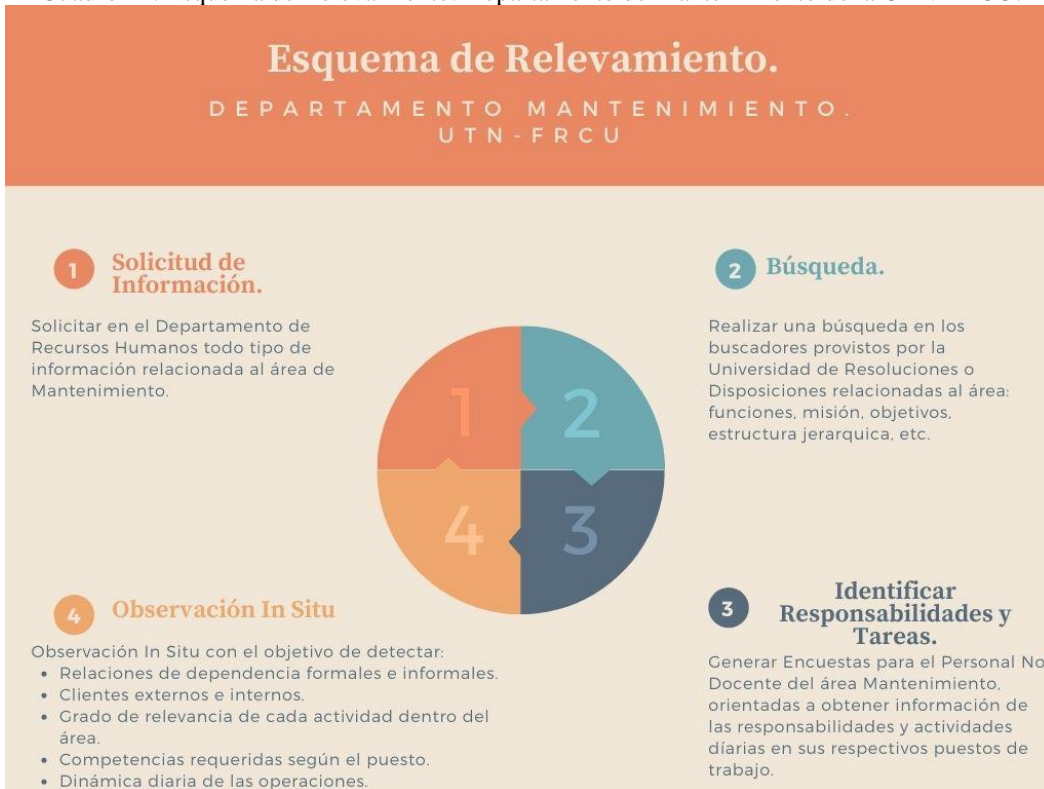 Esquema de Relevamiento.
DEPARTAMENTO MANTENIMIENTO.
UTN-FRCU
1
Solicitud de
Información.
Solicitar en el Departamento de
Recursos Humanos todo tipo de
información relacionada al área de
Mantenimiento.
2
Búsqueda.
Realizar una búsqueda en los
buscadores provistos por la
Universidad de Resoluciones o
Disposiciones relacionadas al área:
funciones, misión, objetivos,
estructura jerarquica, etc.
1
2
4
3
4
Observación In Situ
Observación In Situ con el objetivo de detectar:
• Relaciones de dependencia formales e informales.
• Clientes externos e internos.
• Grado de relevancia de cada actividad dentro del
área.
• Competencias requeridas según el puesto.
• Dinámica diaria de las operaciones.
3
Identificar
Responsabilidades y
Tareas.
Generar Encuestas para el Personal No
Docente del área Mantenimiento,
orientadas a obtener información de
las responsabilidades y actividades
díarias en sus respectivos puestos de
trabajo.